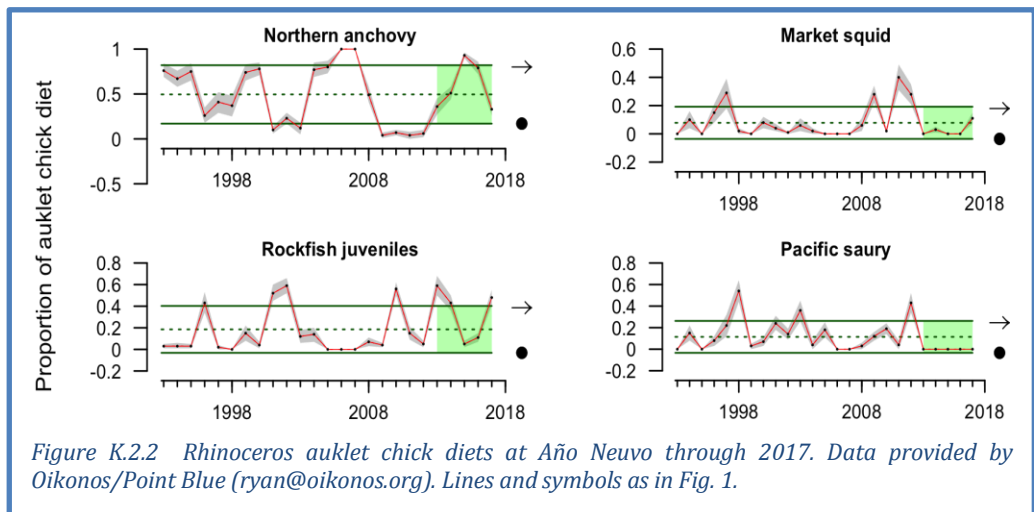 Proportion of auklet chick diet
Northern anchovy
1
0.5
0
-0.5
1998 2008 2018
Market squid
0.6
0.4
0.2
0
-0.2
1998 2008 2018
Rockfish juveniles
0.8
0.6
0.4
0.2
0
-0.2
1998 2008 2018
Pacific saury
0.8
0.6
0.4
0.2
0
-0.2
1998 2008 2018
Figure K.2.2 Rhinoceros auklet chick diets at Año Neuvo through 2017. Data provided by
Oikonos/Point Blue (ryan@oikonos.org). Lines and symbols as in Fig. 1.